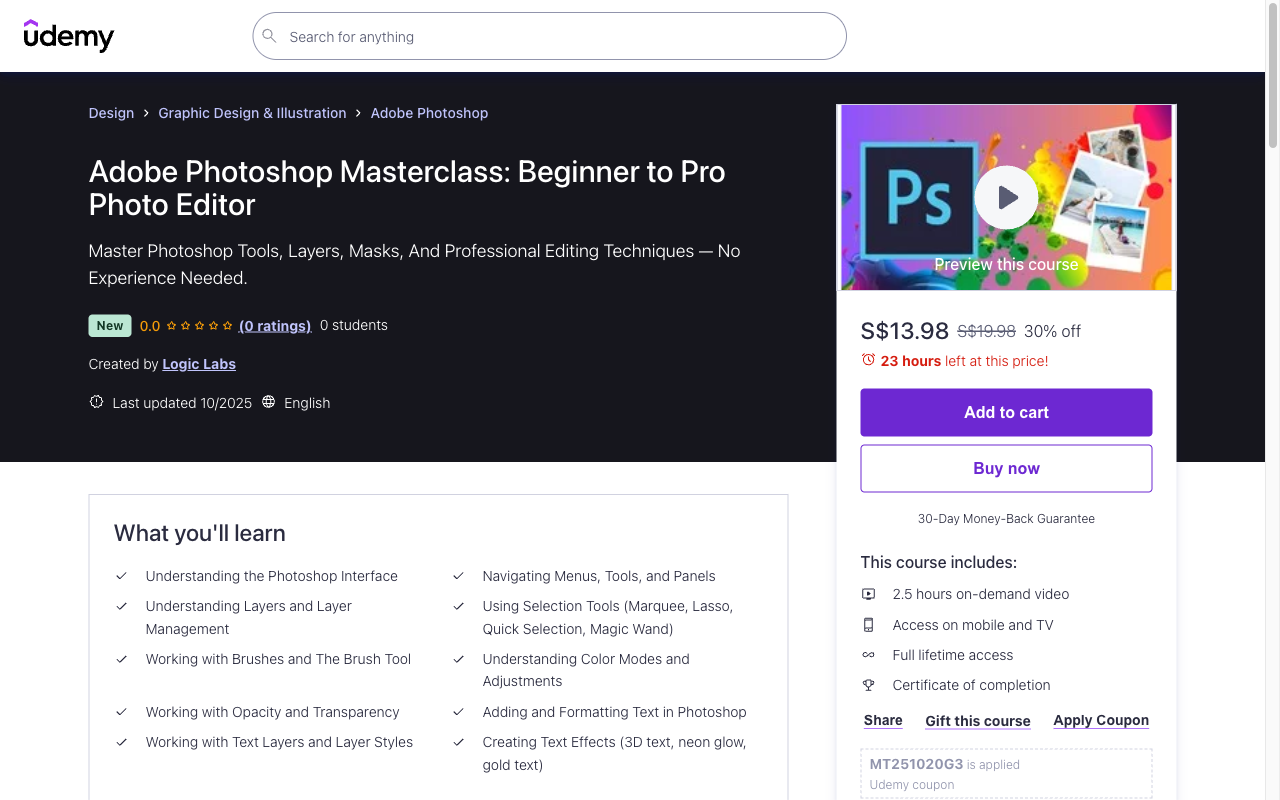 ûdemy
Search for anything
Design > Graphic Design & Illustration > Adobe Photoshop
Adobe Photoshop Masterclass: Beginner to Pro
Photo Editor
Master Photoshop Tools, Layers, Masks, And Professional Editing Techniques — No
Experience Needed.
New 0.0 (0 ratings) 0 students
Created by Logic Labs
Last updated 10/2025 English
What you'll learn
Understanding the Photoshop Interface
Navigating Menus, Tools, and Panels
Understanding Layers and Layer
Management
Using Selection Tools (Marquee, Lasso,
Quick Selection, Magic Wand)
Working with Brushes and The Brush Tool
Understanding Color Modes and
Adjustments
Working with Opacity and Transparency
Adding and Formatting Text in Photoshop
Working with Text Layers and Layer Styles
Creating Text Effects (3D text, neon glow,
gold text)
Ps
Preview this course
S$13.98 S$19.98 30% off
23 hours left at this price!
Add to cart
Buy now
30-Day Money-Back Guarantee
This course includes:
2.5 hours on-demand video
Access on mobile and TV
Full lifetime access
Certificate of completion
Share Gift this course Apply Coupon
MT251020G3 is applied
Udemy coupon